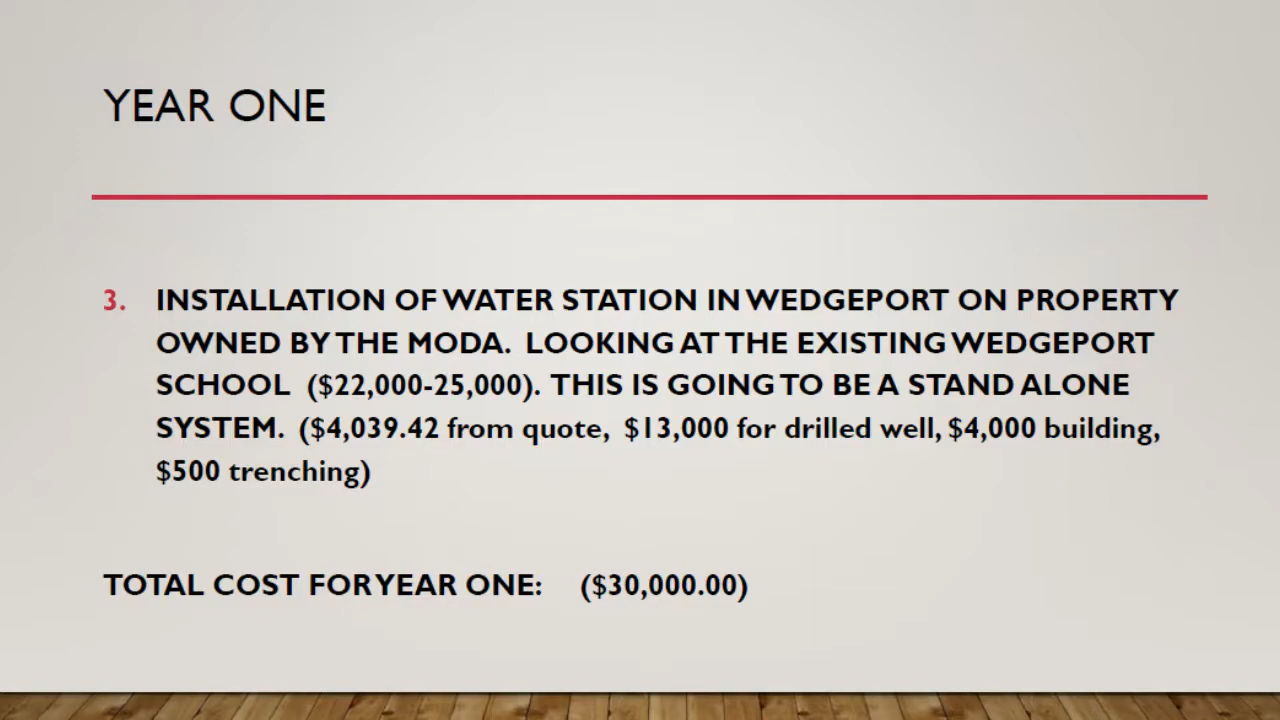 YEAR ONE
3. INSTALLATION OF WATER STATION IN WEDGEPORT ON PROPERTY
OWNED BY THE MODA. LOOKING AT THE EXISTING WEDGEPORT
SCHOOL ($22,000-25,000). THIS IS GOING TO BE A STAND ALONE
SYSTEM. ($4,039.42 from quote, $13,000 for drilled well, $4,000 building,
$500 trenching)
TOTAL COST FOR YEAR ONE: ($30,000.00)